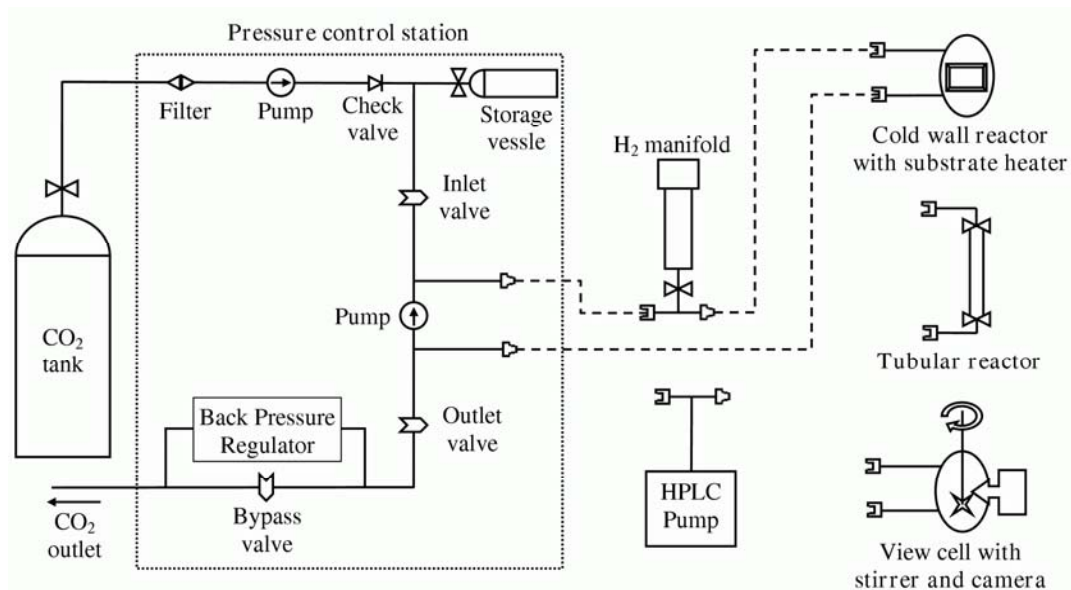 Pressure control station
Filter
Pump
Check
valve
Storage
vessle
Inlet
valve
H₂ manifold
Cold wall reactor
with substrate heater
CO₂
tank
Pump
Tubular reactor
Back Pressure
Regulator
Outlet
valve
Bypass
valve
CO₂
outlet
HPLC
Pump
View cell with
stirrer and camera